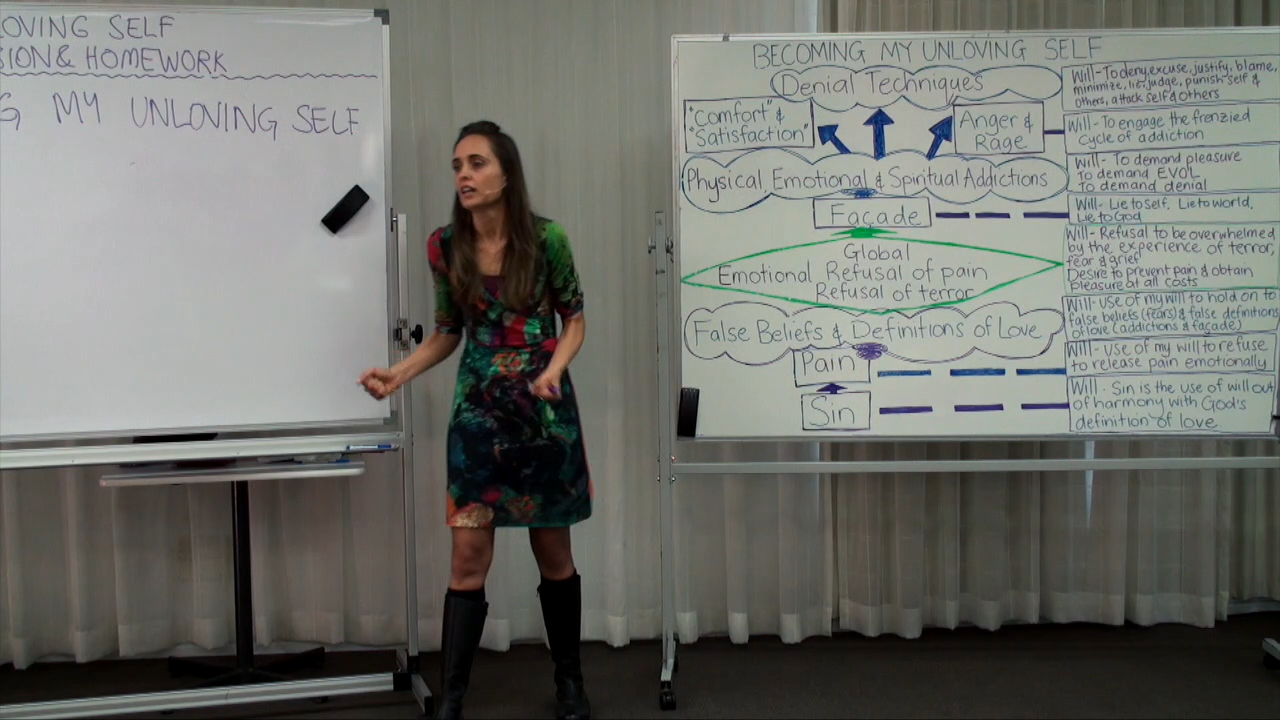 LOVING SELF
SION & HOMEWORK
G MY UNLOVING SELF
BECOMING MY UNLOVING SELF
Denial Techniques
"Comfort" &
"Satisfaction"
Anger &
Rage
Physical, Emotional & Spiritual Addictions
Façade
Global
Emotional Refusal of pain
Refusal of terror
False Beliefs & Definitions of Love
Pain
Sin
Will - To deny, excuse, justify, blame,
minimize, lie, judge, punish self &
others, attack self & others
Will - To engage the frenzied
cycle of addiction
Will - To demand pleasure
To demand EVOL
To demand denial
Will - Lie to self, Lie to world,
Lie to God
Will - Refusal to be overwhelmed
by the experience of terror,
fear & grief
Desire to prevent pain & obtain
pleasure at all costs
Will - use of my will to hold on to
false beliefs (fears) & false definitions
of love (addictions & façade)
Will - Use of my will to refuse
to release pain emotionally
Will - Sin is the use of will out
of harmony with God's
definition of love